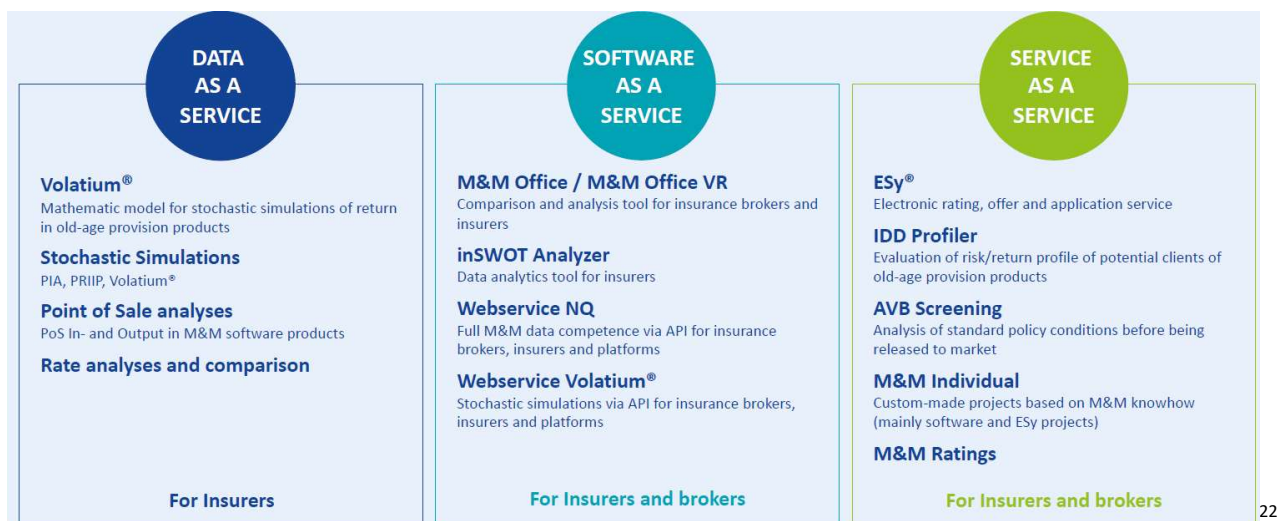 DATA
AS A
SERVICE
Volatium®
Mathematic model for stochastic simulations of return
in old-age provision products
Stochastic Simulations
PIA, PRIIP, Volatium®
Point of Sale analyses
PoS In- and Output in M&M software products
Rate analyses and comparison
For Insurers
SOFTWARE
AS A
SERVICE
M&M Office / M&M Office VR
Comparison and analysis tool for insurance brokers and
insurers
inSWOT Analyzer
Data analytics tool for insurers
Webservice NQ
Full M&M data competence via API for insurance
brokers, insurers and platforms
Webservice Volatium®
Stochastic simulations via API for insurance brokers,
insurers and platforms
For Insurers and brokers
SERVICE
AS A
SERVICE
ESy®
Electronic rating, offer and application service
IDD Profiler
Evaluation of risk/return profile of potential clients of
old-age provision products
AVB Screening
Analysis of standard policy conditions before being
released to market
M&M Individual
Custom-made projects based on M&M knowhow
(mainly software and ESy projects)
M&M Ratings
For Insurers and brokers
22